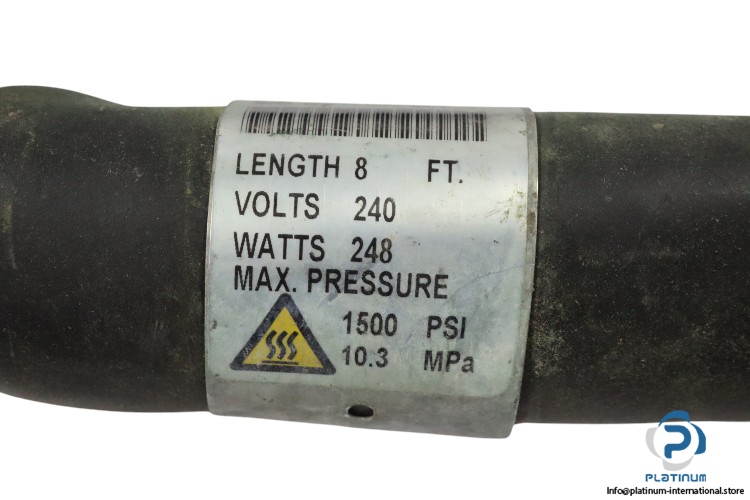 LENGTH 8 FT.
VOLTS 240
WATTS 248
MAX. PRESSURE
1500 PSI
10.3 MPa
PLATINUM
Info@platinum-international.store